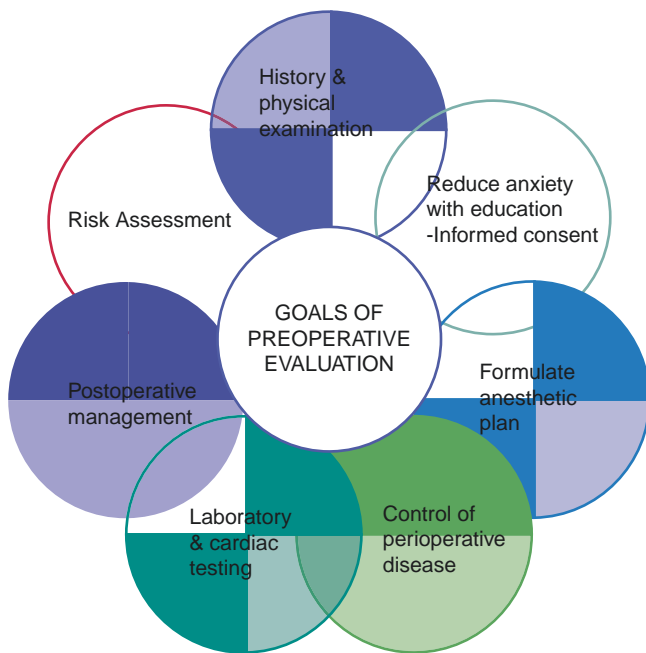 History &
physical
examination
Risk Assessment
Reduce anxiety
with education
-Informed consent
GOALS OF
PREOPERATIVE
EVALUATION
Postoperative
management
Formulate
anesthetic
plan
Laboratory
& cardiac
testing
Control of
perioperative
disease